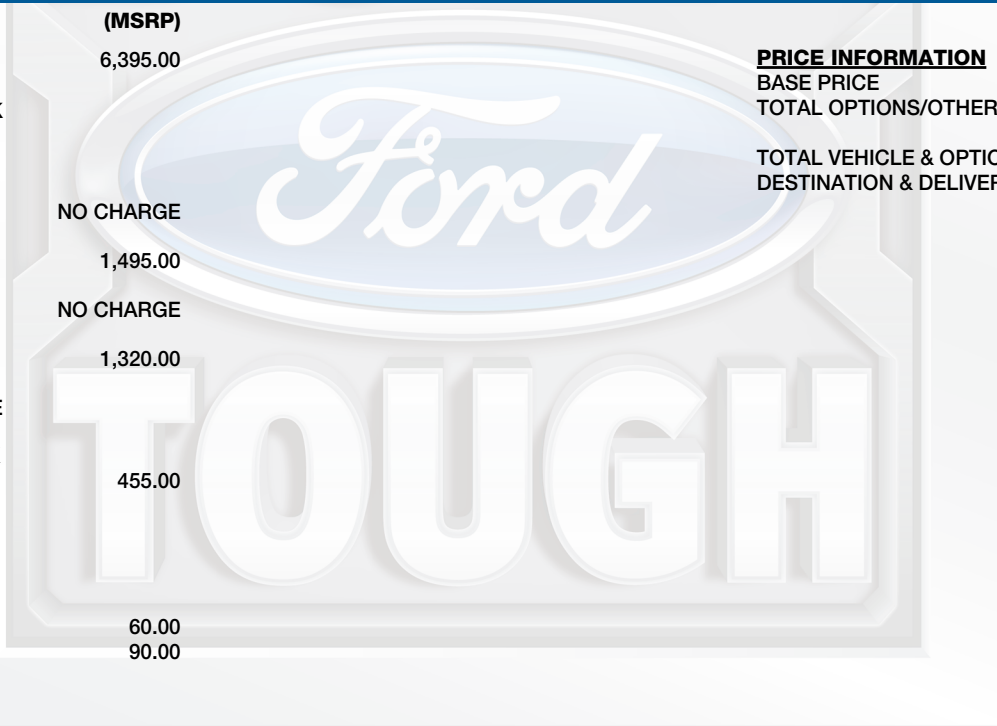 (MSRP)
6,395.00
NO CHARGE
1,495.00
NO CHARGE
1,320.00
455.00
60.00
90.00
PRICE INFORMATION
BASE PRICE
TOTAL OPTIONS/OTHER
TOTAL VEHICLE & OPTIO
DESTINATION & DELIVER
Ford
TOUGH